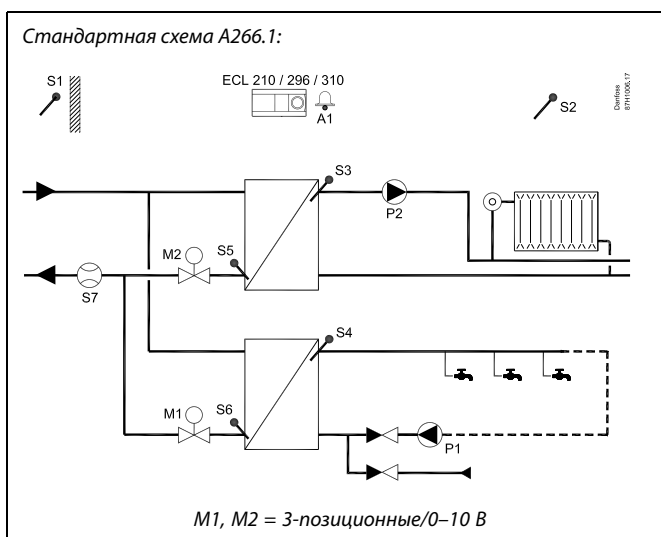 Стандартная схема A266.1:
S1
ECL 210 / 296 / 310
A1
S2
Danfoss
87H1006.17
S3
P2
M2
S5
S7
S4
M1
S6
P1
M1, M2 = 3-позиционные/0–10 В